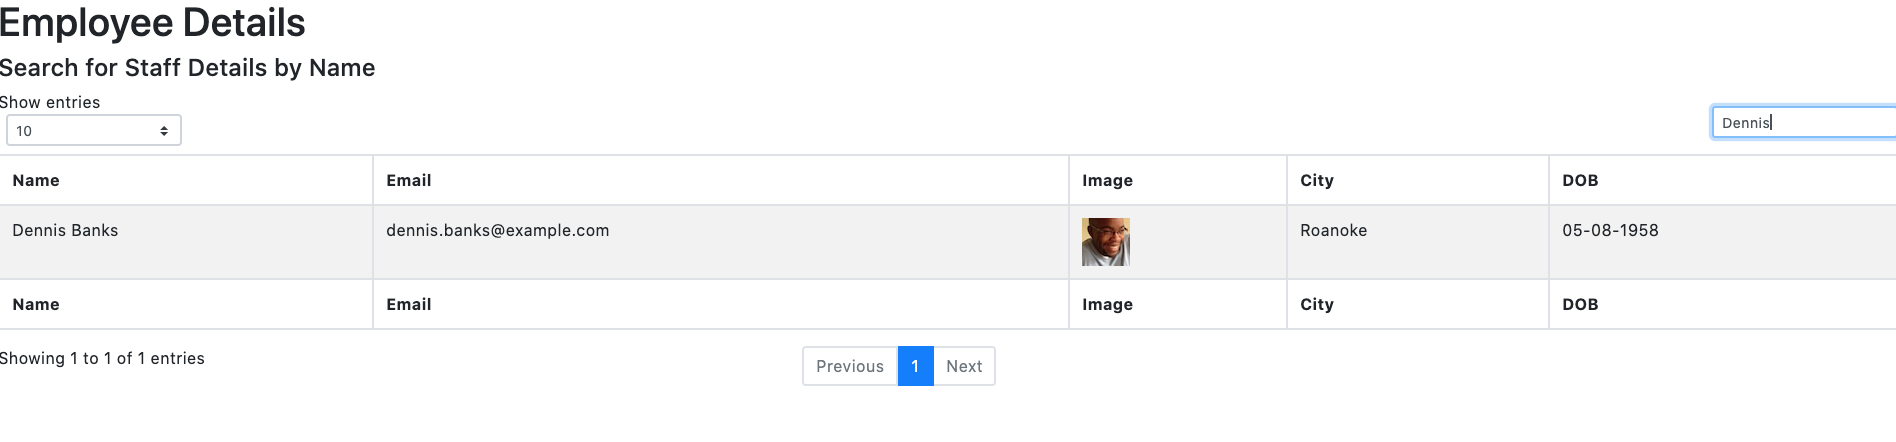 Employee Details
Search for Staff Details by Name
Show entries
10
Dennis
Name Email Image City DOB
Dennis Banks dennis.banks@example.com Roanoke 05-08-1958
Name Email Image City DOB
Showing 1 to 1 of 1 entries
Previous 1 Next